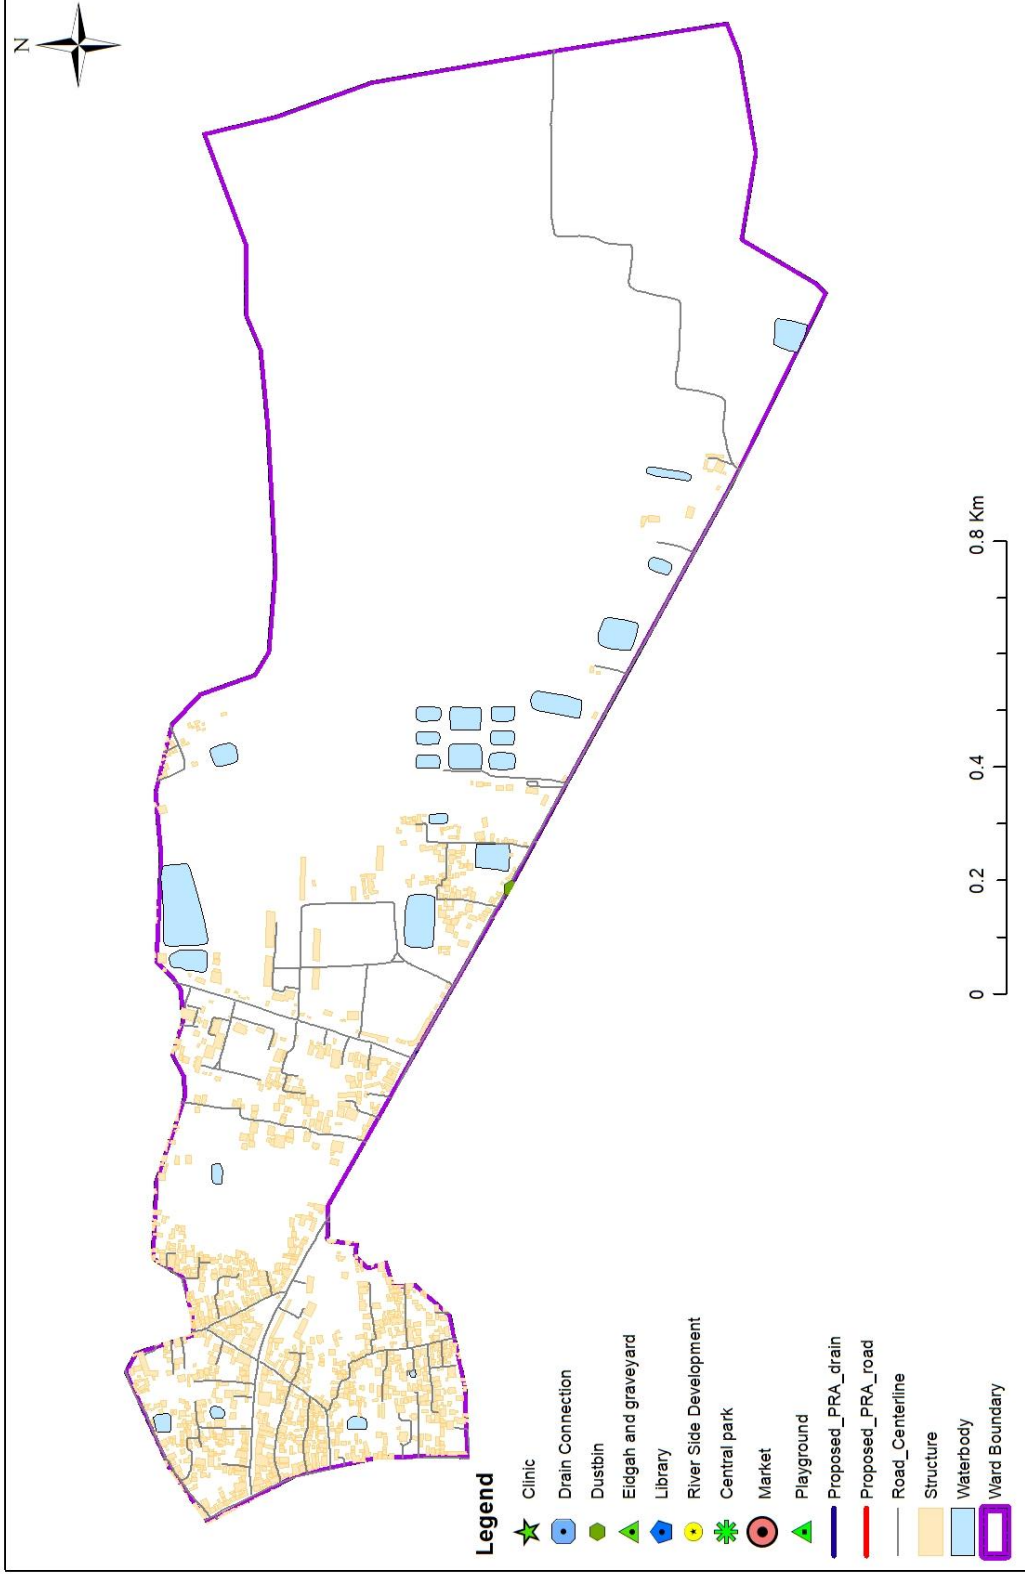 N
Legend
Clinic
Drain Connection
Dustbin
Eidgah and graveyard
Library
River Side Development
Central park
Market
Playground
Proposed_PRA_drain
Proposed_PRA_road
Road_Centerline
Structure
Waterbody
Ward Boundary
0 0.2 0.4 0.8 Km